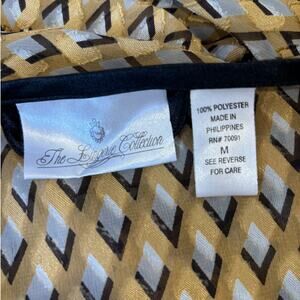 The Lingerie Collection
100% POLYESTER
MADE IN
PHILIPPINES
RN# 70091
M
SEE REVERSE
FOR CARE